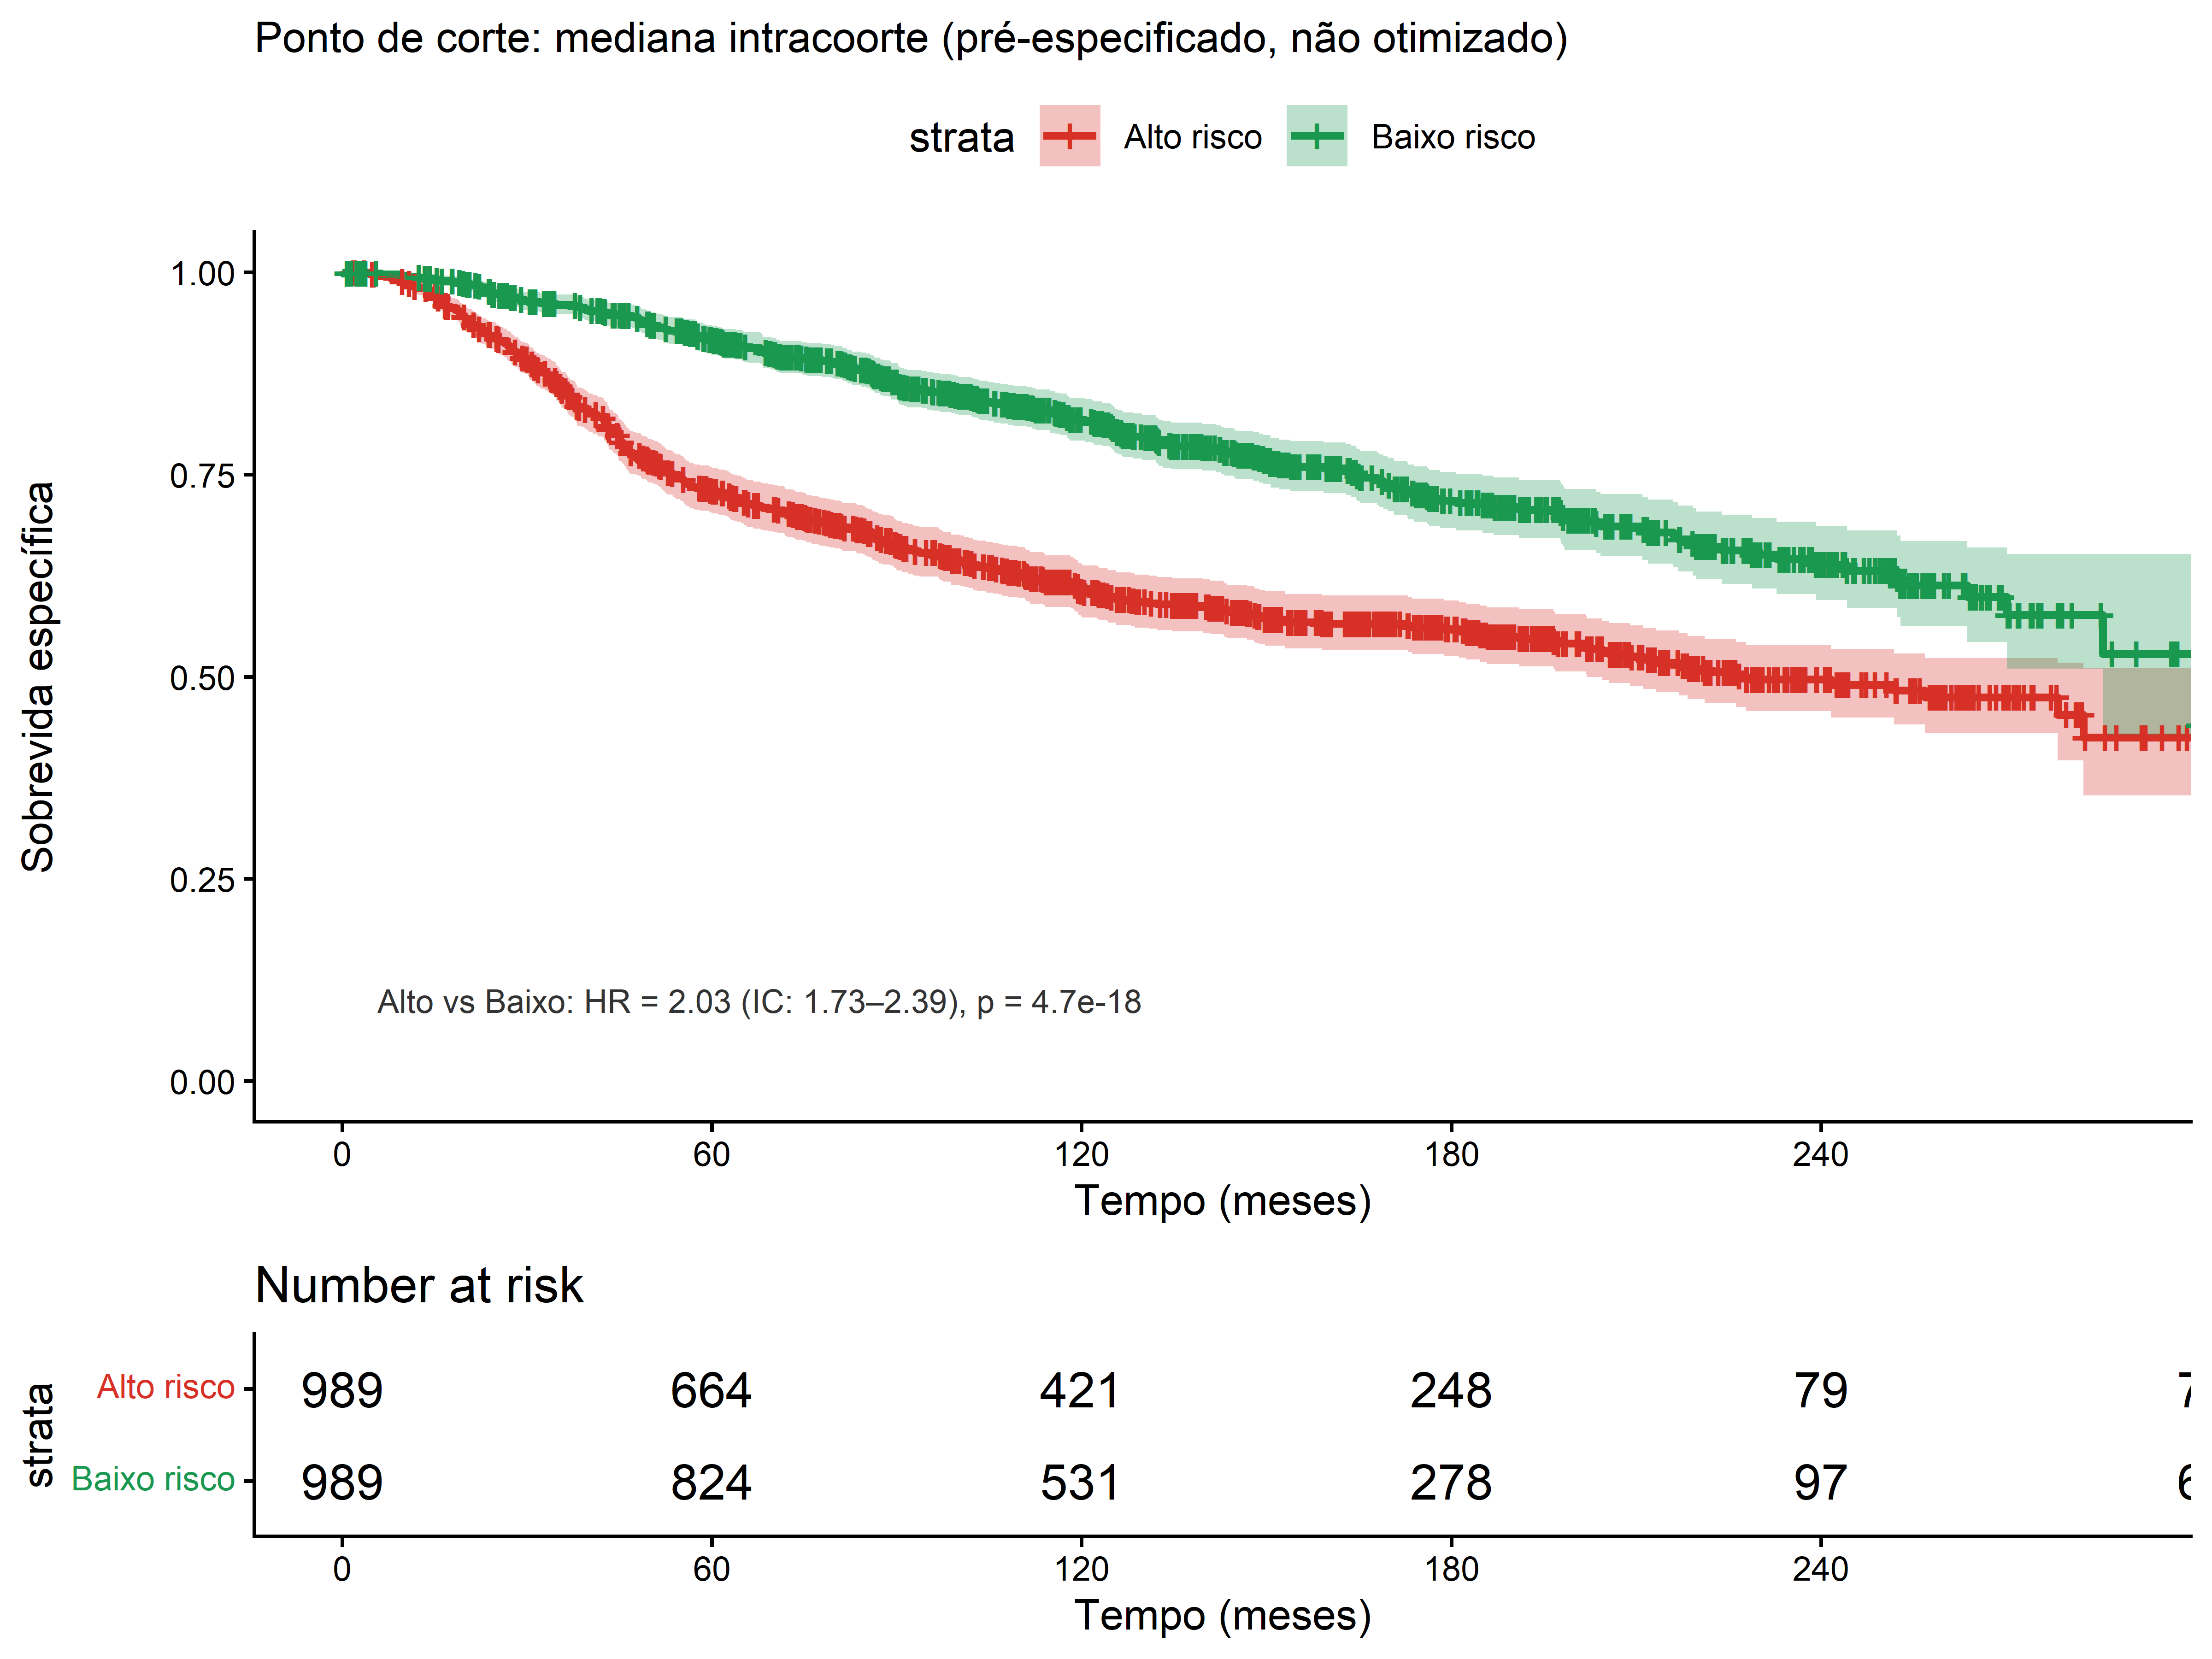 Ponto de corte: mediana intracoorte (pré-especificado, não otimizado)
strata Alto risco Baixo risco
Sobrevida específica
1.00
0.75
0.50
0.25
0.00
Alto vs Baixo: HR = 2.03 (IC: 1.73–2.39), p = 4.7e-18
0 60 120 180 240
Tempo (meses)
Number at risk
strata
Alto risco 989 664 421 248 79
Baixo risco 989 824 531 278 97
0 60 120 180 240
Tempo (meses)